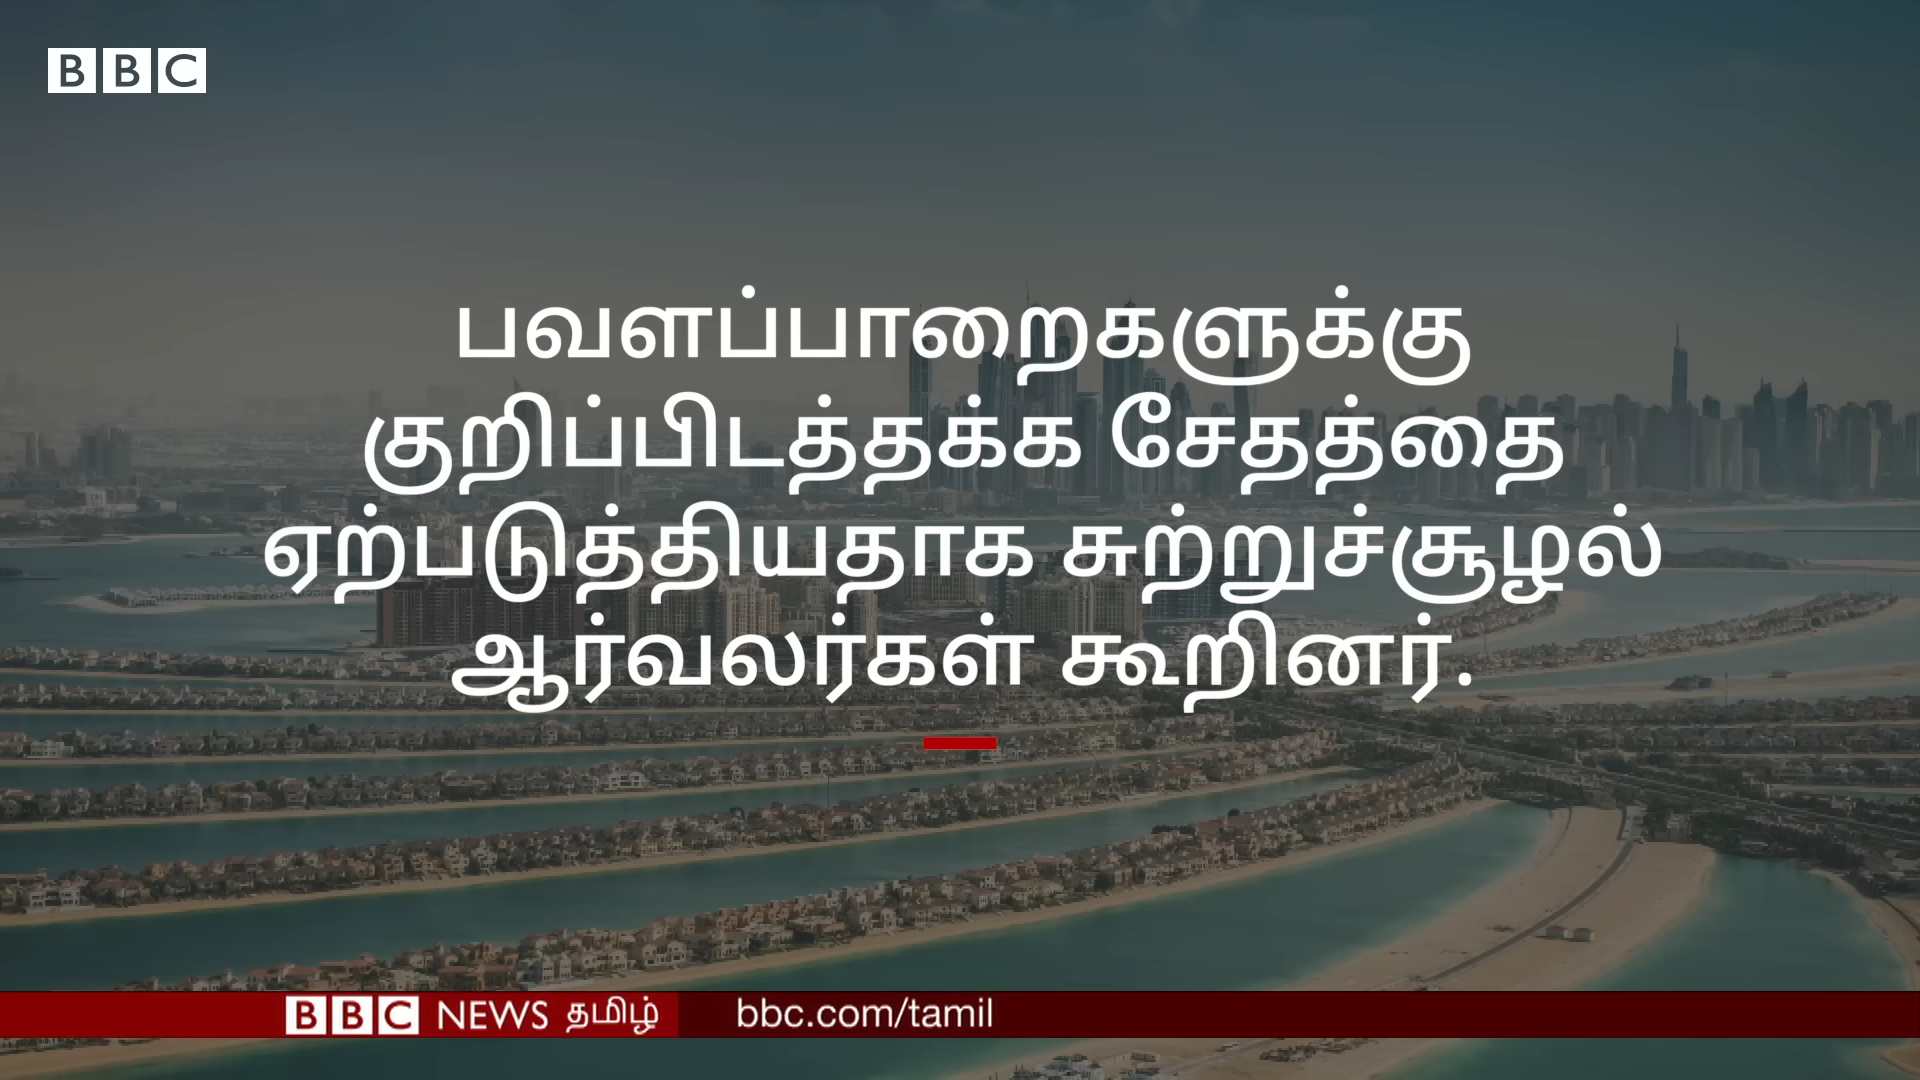 BBC
பவளப்பாறைகளுக்கு
குறிப்பிடத்தக்க சேதத்தை
ஏற்படுத்தியதாக சுற்றுச்சூழல்
ஆர்வலர்கள் கூறினர்.
BBC NEWS தமிழ் bbc.com/tamil